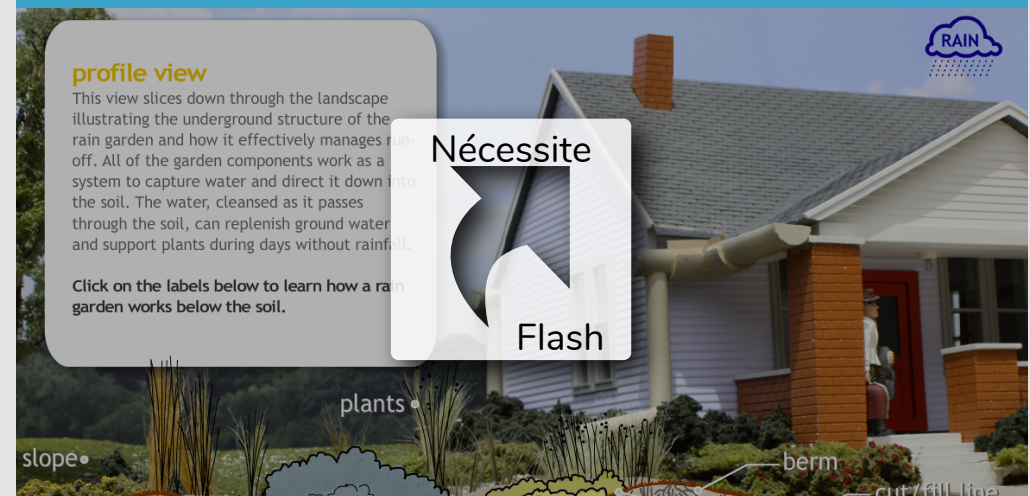 RAIN
profile view
This view slices down through the landscape
illustrating the underground structure of the
rain garden and how it effectively manages run-
off. All of the garden components work as a
system to capture water and direct it down into
the soil. The water, cleansed as it passes
through the soil, can replenish ground water
and support plants during days without rainfall.
Click on the labels below to learn how a rain
garden works below the soil.
Nécessite
Flash
plants
slope
berm
cut/fill line